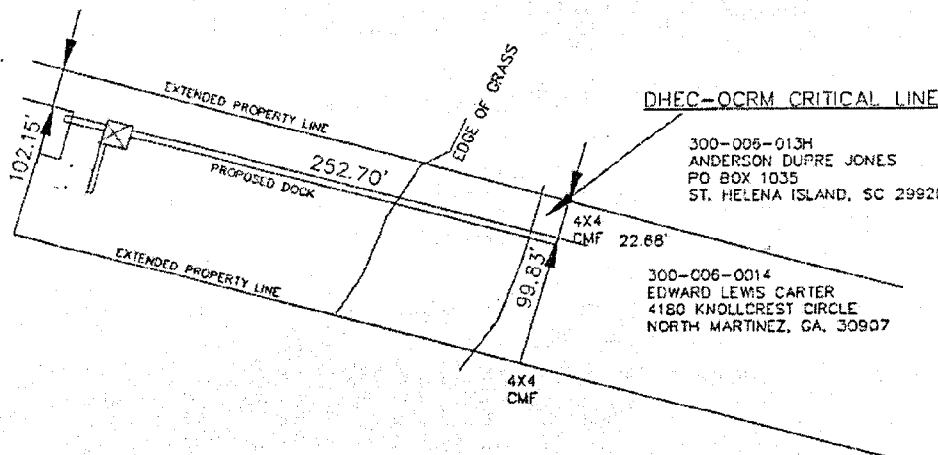 EXTENDED PROPERTY LINE
EDGE OF GRASS
DHEC-OCRM CRITICAL LINE
102.15'
252.70'
PROPOSED DOCK
300-006-013H
ANDERSON DUPRE JONES
PO BOX 1035
ST. HELENA ISLAND, SC
4X4
CMF
22.68'
99.83'
EXTENDED PROPERTY LINE
300-006-0014
EDWARD LEWIS CARTER
4180 KNOLLCREST CIRCLE
NORTH MARTINEZ, GA. 30907
4X4
CMF